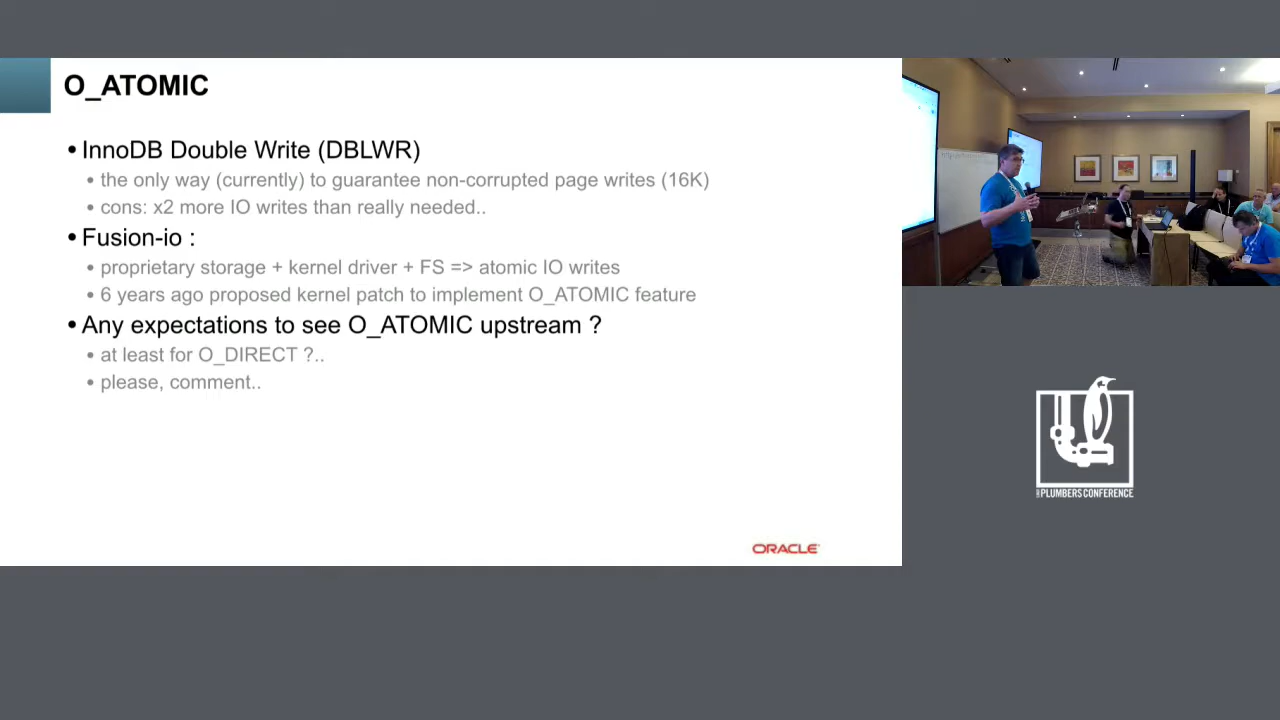 O_ATOMIC
• InnoDB Double Write (DBLWR)
• the only way (currently) to guarantee non-corrupted page writes (16K)
• cons: x2 more IO writes than really needed..
• Fusion-io :
• proprietary storage + kernel driver + FS => atomic IO writes
• 6 years ago proposed kernel patch to implement O_ATOMIC feature
• Any expectations to see O_ATOMIC upstream ?
• at least for O_DIRECT ?..
• please, comment..
ORACLE
PLUMBERS CONFERENCE